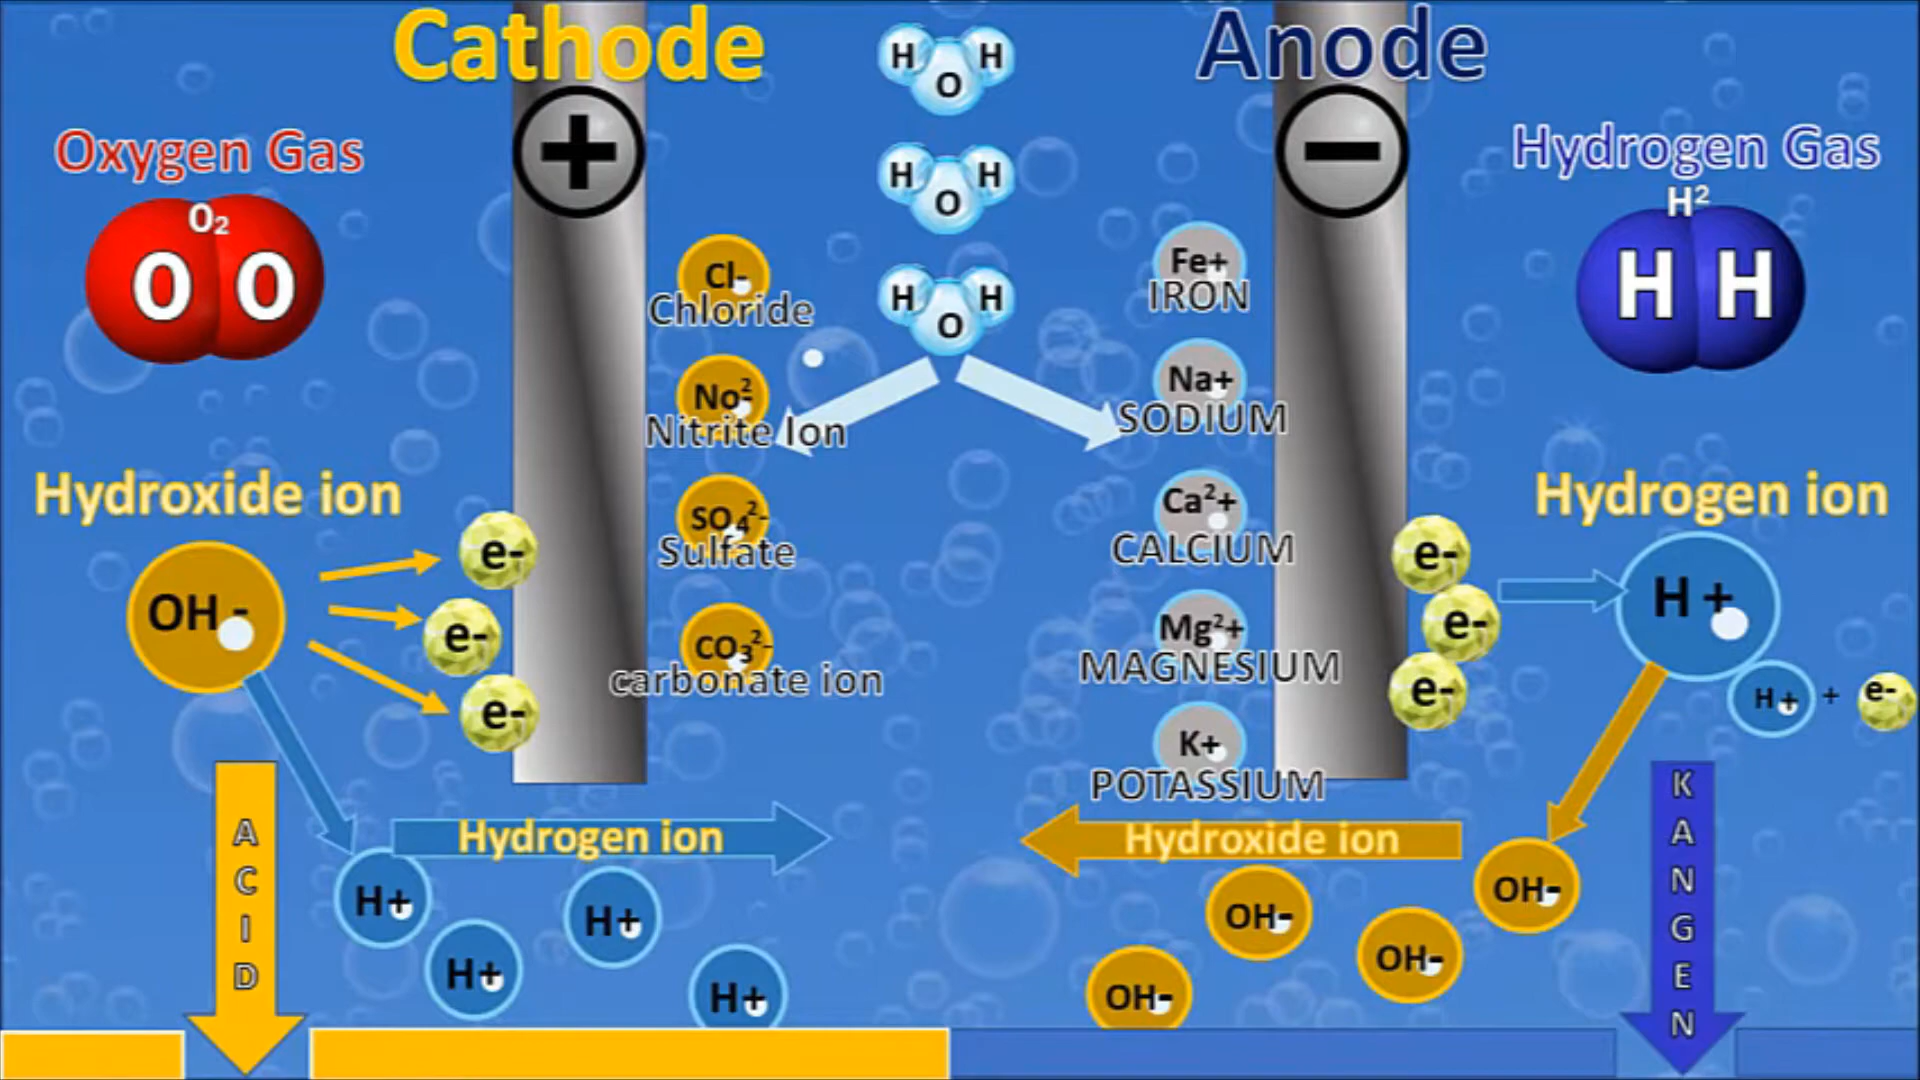 Cathode
Anode
+
−
H H
O
H H
O
H H
O
Oxygen Gas
O₂
O O
Hydrogen Gas
H²
H H
Cl-
Chloride
No²-
Nitrite Ion
SO₄²-
Sulfate
CO₃²-
carbonate ion
Fe+
IRON
Na+
SODIUM
Ca²+
CALCIUM
Mg²+
MAGNESIUM
K+
POTASSIUM
Hydroxide ion
OH -
e-
e-
e-
Hydrogen ion
e-
e-
e-
H +
H+ + e-
ACID
Hydrogen ion
H+
H+
H+
H+
Hydroxide ion
OH-
OH-
OH-
OH-
KANGEN